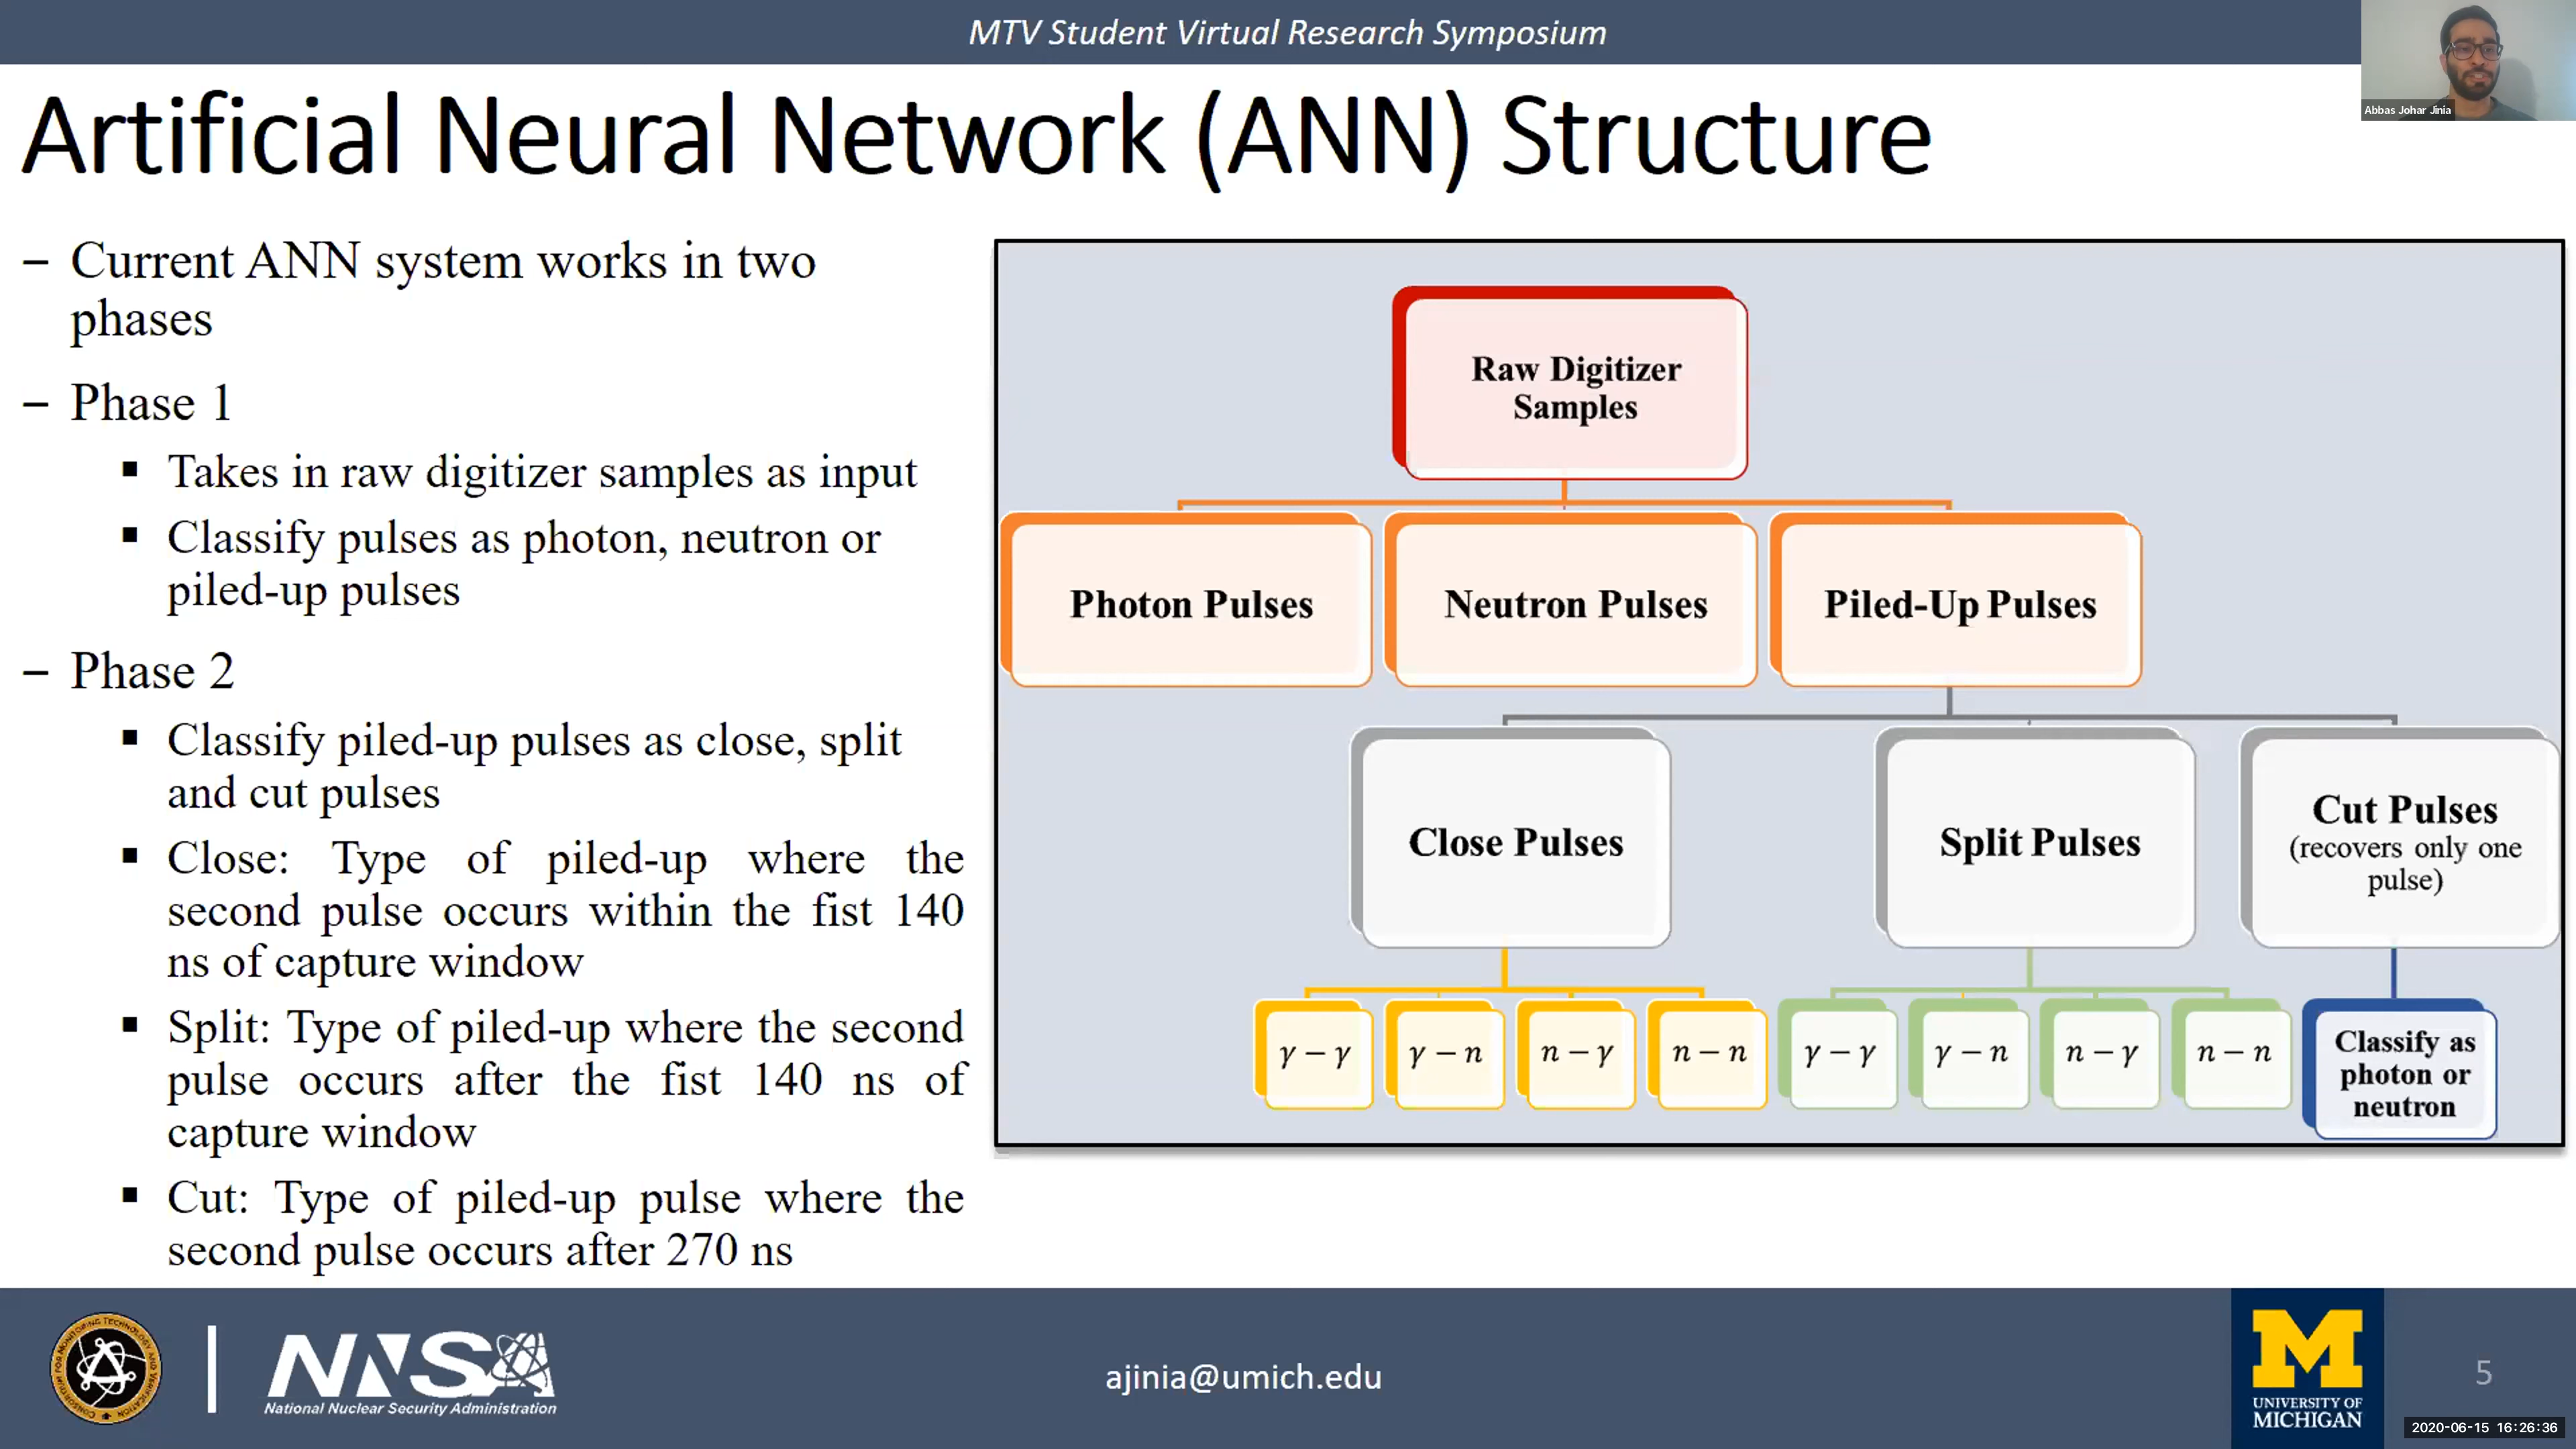 MTV Student Virtual Research Symposium
Abbas Johar Jinia
Artificial Neural Network (ANN) Structure
– Current ANN system works in two
phases
– Phase 1
▪ Takes in raw digitizer samples as input
▪ Classify pulses as photon, neutron or
piled-up pulses
– Phase 2
▪ Classify piled-up pulses as close, split
and cut pulses
▪ Close: Type of piled-up where the
second pulse occurs within the fist 140
ns of capture window
▪ Split: Type of piled-up where the second
pulse occurs after the fist 140 ns of
capture window
▪ Cut: Type of piled-up pulse where the
second pulse occurs after 270 ns
Raw Digitizer
Samples
Photon Pulses
Neutron Pulses
Piled-Up Pulses
Close Pulses
Split Pulses
Cut Pulses
(recovers only one
pulse)
γ − γ
γ − n
n − γ
n − n
γ − γ
γ − n
n − γ
n − n
Classify as
photon or
neutron
CONSORTIUM FOR MONITORING TECHNOLOGY AND VERIFICATION
NNSA
National Nuclear Security Administration
ajinia@umich.edu
M
UNIVERSITY OF
MICHIGAN
5
2020-06-15 16:26:36